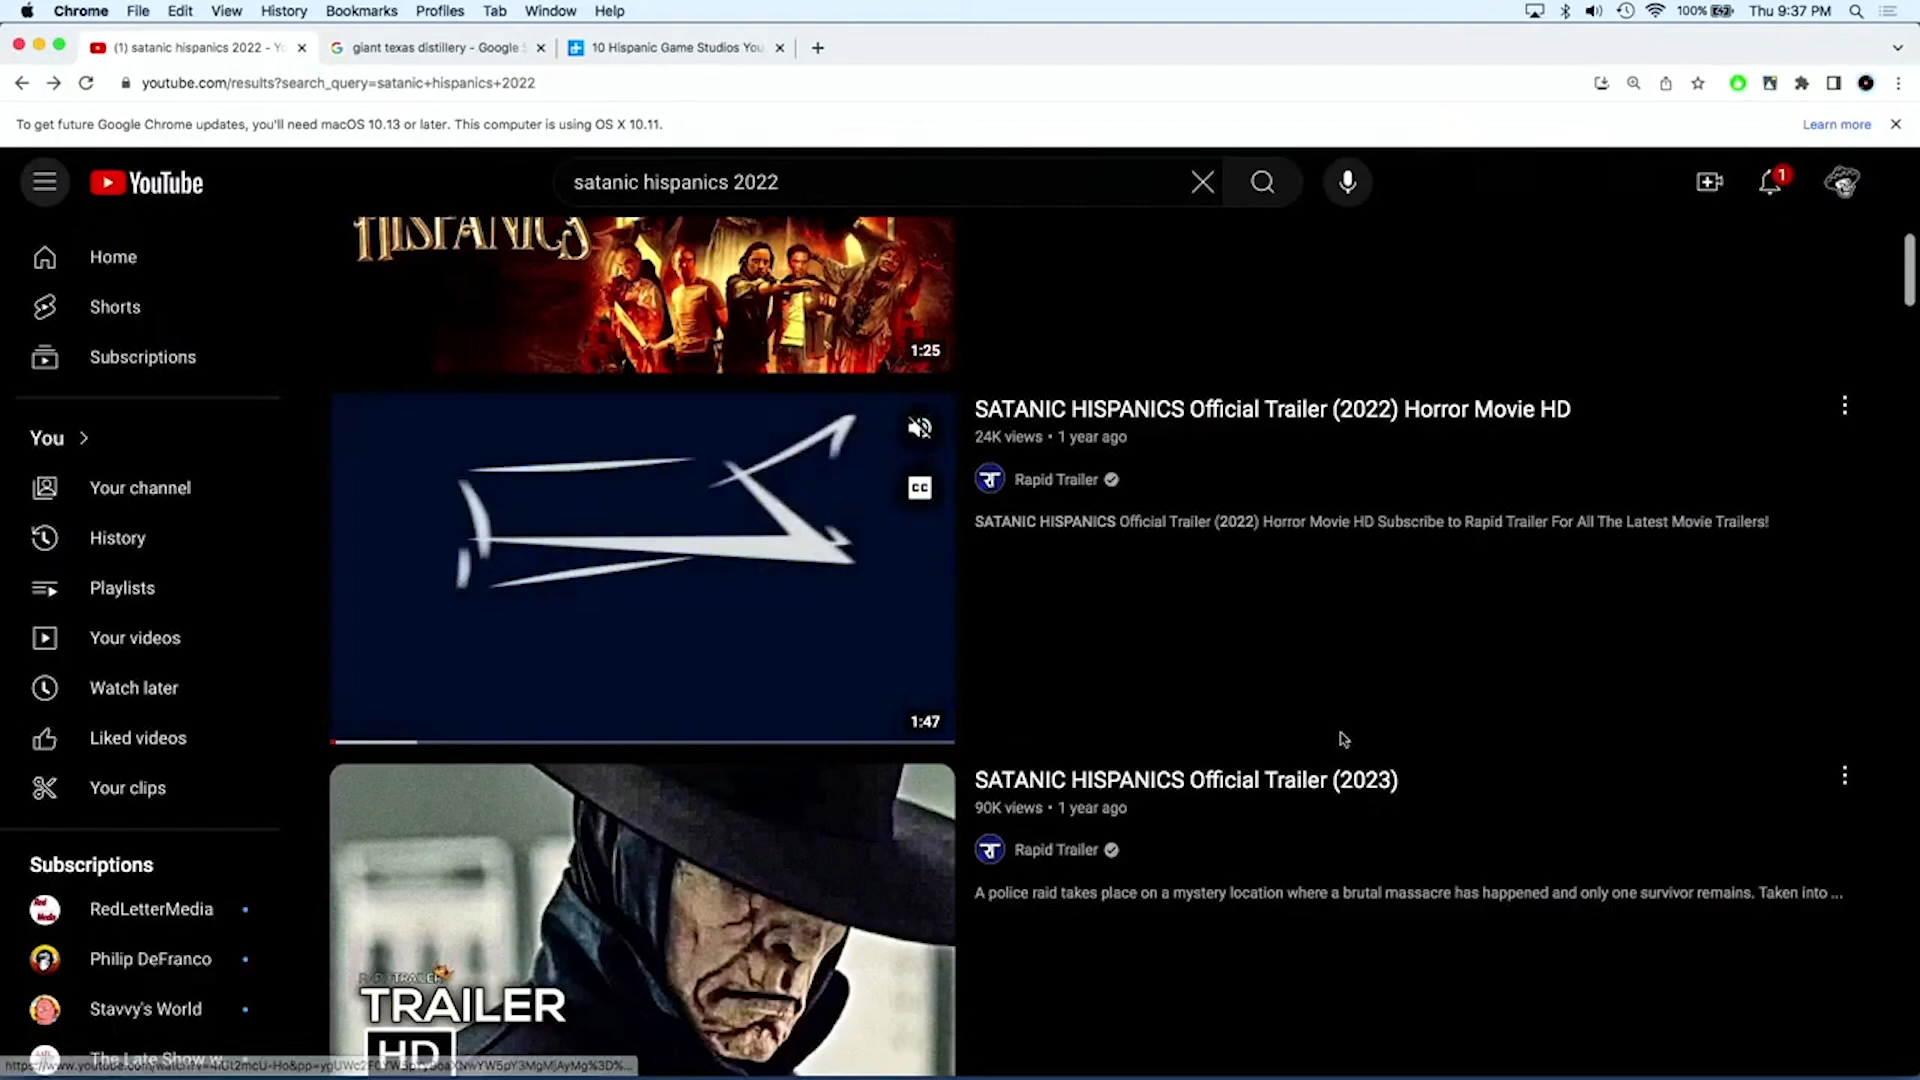 Chrome File Edit View History Bookmarks Profiles Tab Window Help 100% Thu 9:37 PM
(1) satanic hispanics 2022 - Yo giant texas distillery - Google S 10 Hispanic Game Studios You
youtube.com/results?search_query=satanic+hispanics+2022
To get future Google Chrome updates, you'll need macOS 10.13 or later. This computer is using OS X 10.11. Learn more
YouTube satanic hispanics 2022 1
HISPANICS
1:25
Home
Shorts
Subscriptions
You
Your channel
History
Playlists
Your videos
Watch later
Liked videos
Your clips
Subscriptions
RedLetterMedia
Philip DeFranco
Stavvy's World
The Late Show w
CC
1:47
SATANIC HISPANICS Official Trailer (2022) Horror Movie HD
24K views • 1 year ago
Rapid Trailer
SATANIC HISPANICS Official Trailer (2022) Horror Movie HD Subscribe to Rapid Trailer For All The Latest Movie Trailers!
TRAILER
HD
SATANIC HISPANICS Official Trailer (2023)
90K views • 1 year ago
Rapid Trailer
A police raid takes place on a mystery location where a brutal massacre has happened and only one survivor remains. Taken into ...